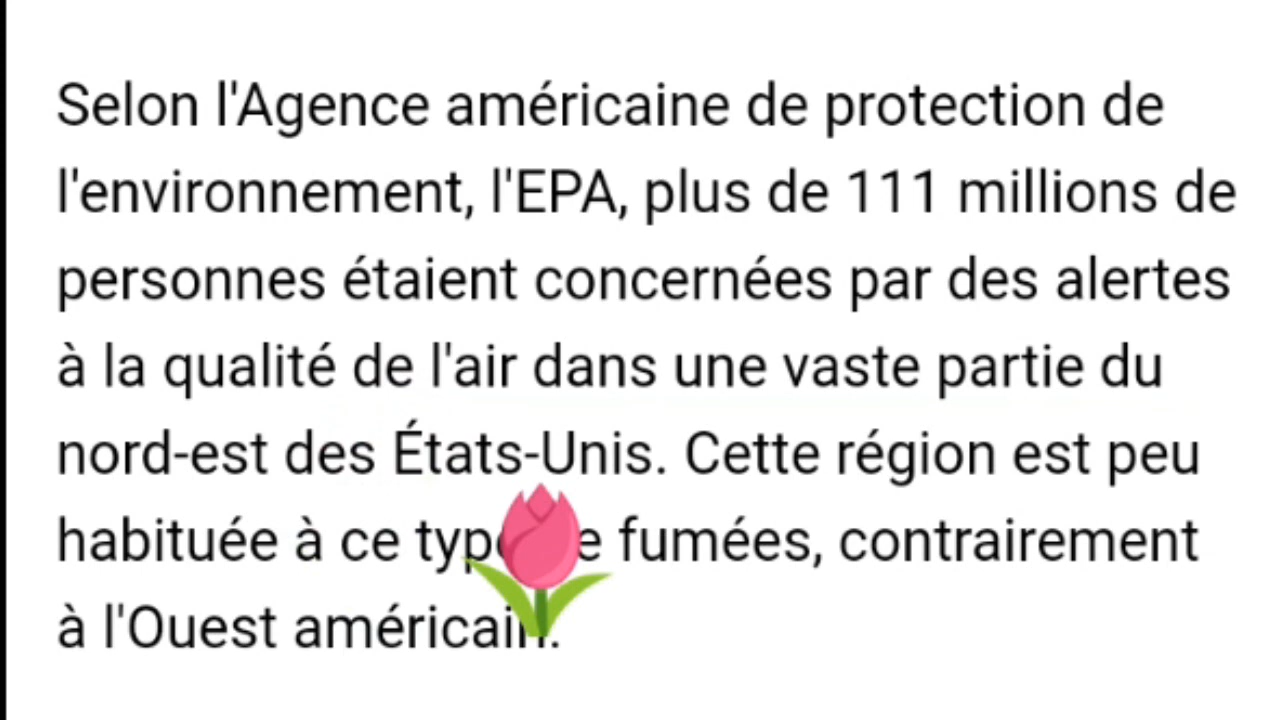 Selon l'Agence américaine de protection de
l'environnement, l'EPA, plus de 111 millions de
personnes étaient concernées par des alertes
à la qualité de l'air dans une vaste partie du
nord-est des États-Unis. Cette région est peu
habituée à ce type de fumées, contrairement
à l'Ouest américain.